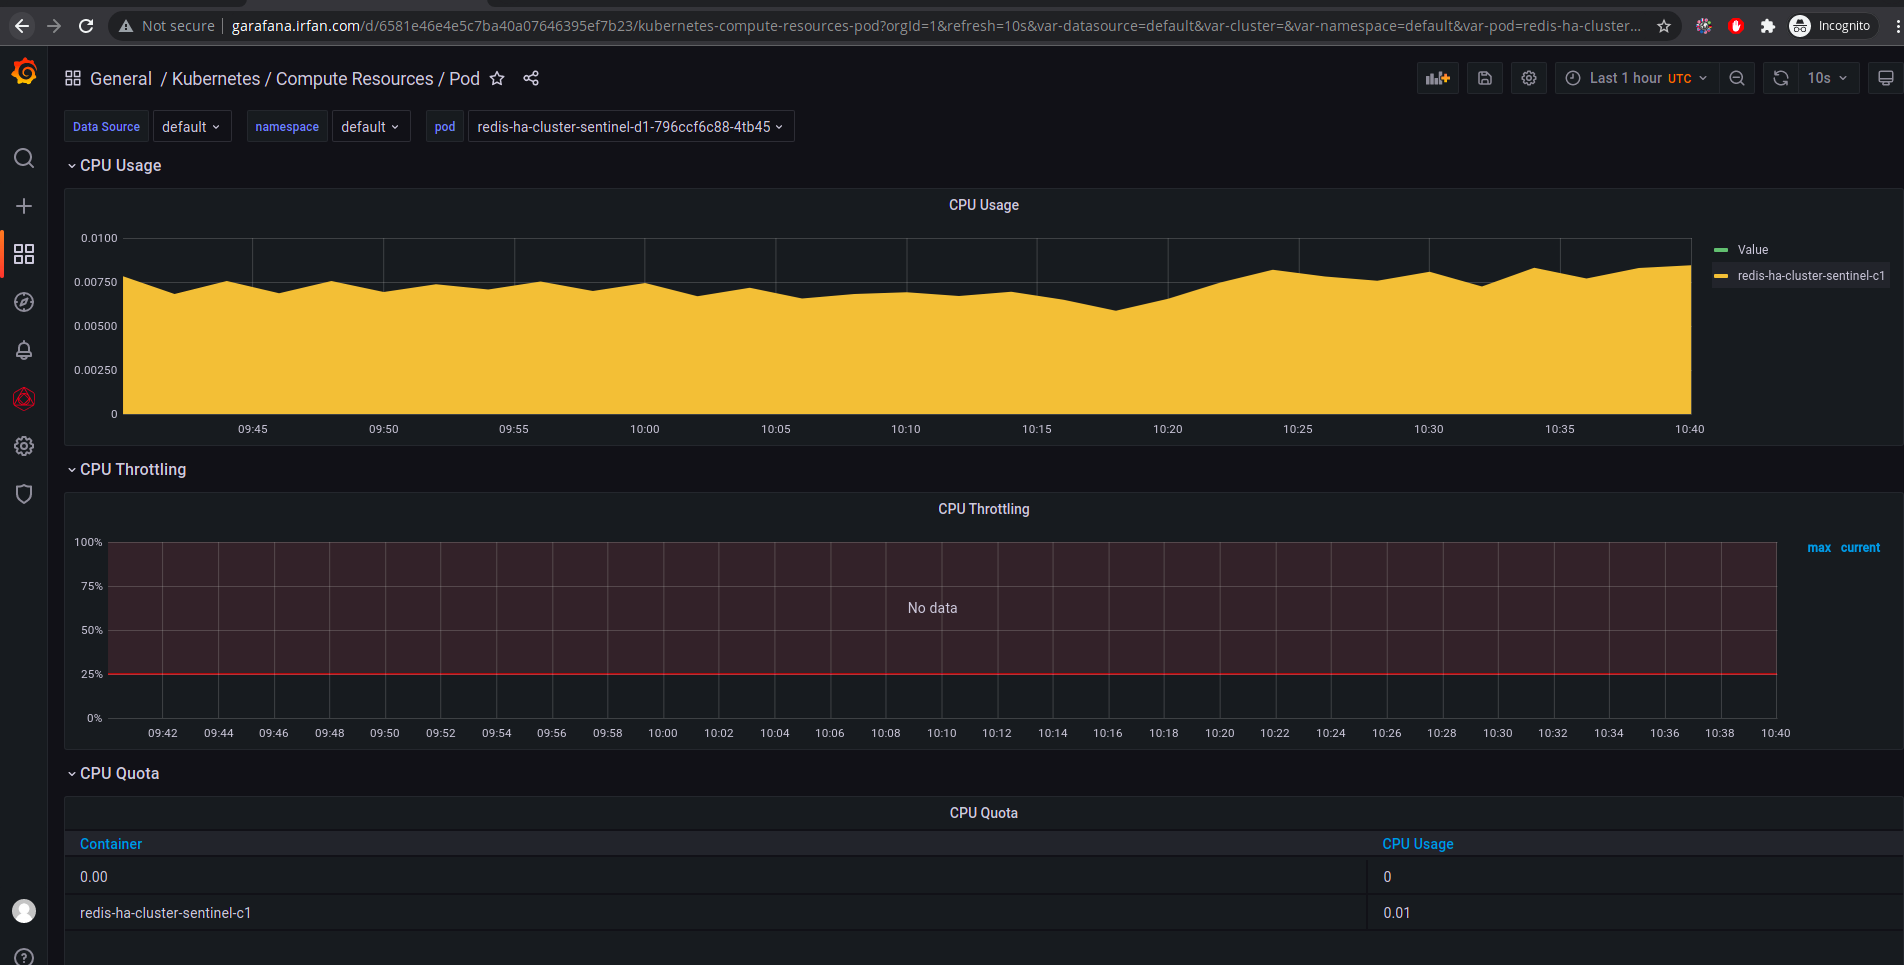 Not secure | garafana.irfan.com/d/6581e46e4e5c7ba40a07646395ef7b23/kubernetes-compute-resources-pod?orgId=1&refresh=10s&var-datasource=default&var-cluster=&var-namespace=default&var-pod=redis-ha-cluster... Incognito
General / Kubernetes / Compute Resources / Pod Last 1 hour UTC 10s
Data Source default namespace default pod redis-ha-cluster-sentinel-d1-796ccf6c88-4tb45
CPU Usage
CPU Usage
0.0100
0.00750
0.00500
0.00250
0
09:45 09:50 09:55 10:00 10:05 10:10 10:15 10:20 10:25 10:30 10:35 10:40
Value
redis-ha-cluster-sentinel-c1
CPU Throttling
CPU Throttling
100%
75%
50%
25%
0%
No data
max current
09:42 09:44 09:46 09:48 09:50 09:52 09:54 09:56 09:58 10:00 10:02 10:04 10:06 10:08 10:10 10:12 10:14 10:16 10:18 10:20 10:22 10:24 10:26 10:28 10:30 10:32 10:34 10:36 10:38 10:40
CPU Quota
CPU Quota
Container CPU Usage
0.00 0
redis-ha-cluster-sentinel-c1 0.01